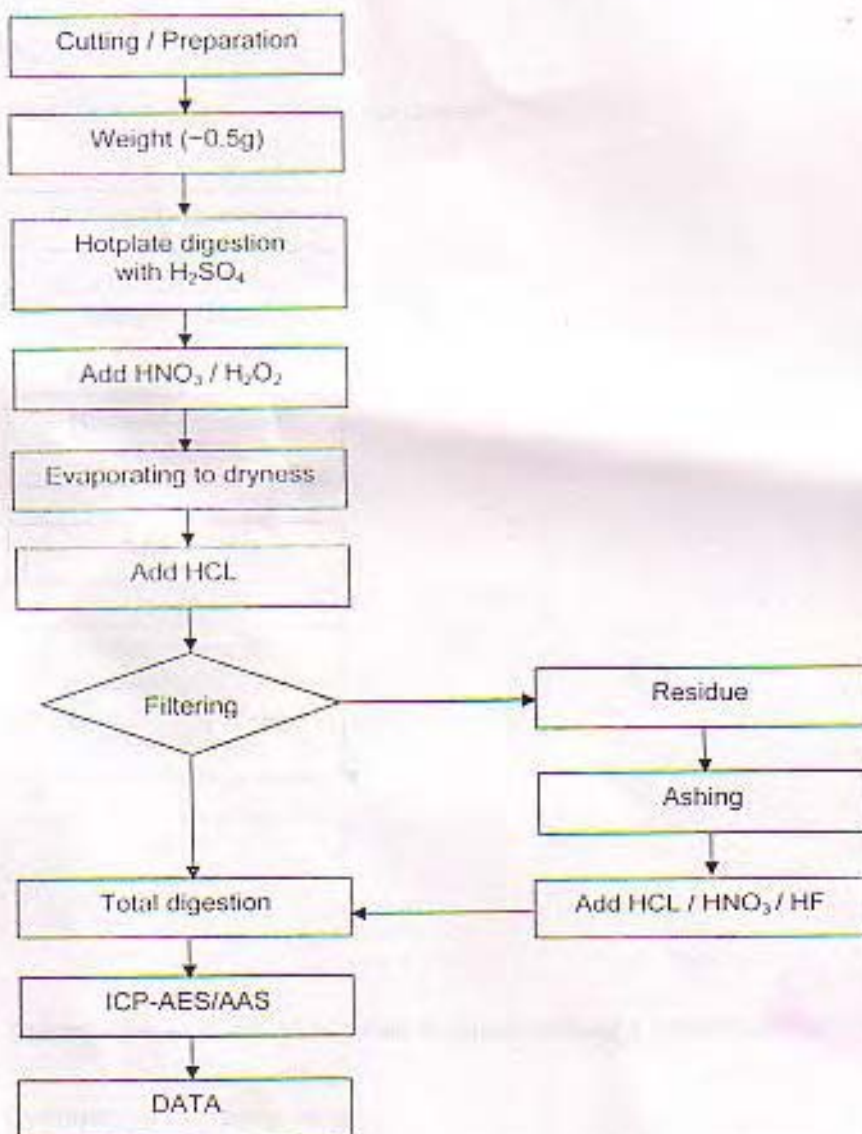 Cutting / Preparation
Weight (~0.5g)
Hotplate digestion
with H₂SO₄
Add HNO₃ / H₂O₂
Evaporating to dryness
Add HCL
Filtering
Residue
Ashing
Add HCL / HNO₃ / HF
Total digestion
ICP-AES/AAS
DATA